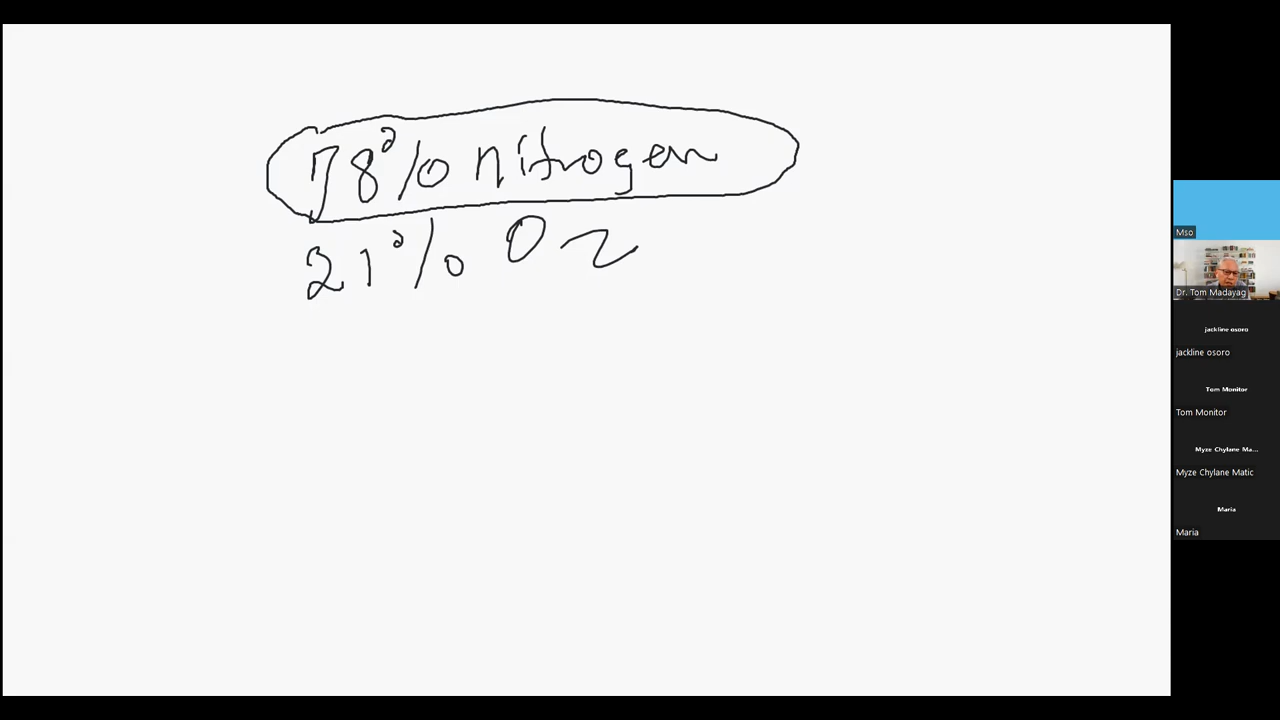 78% nitrogen
21% O2
Mso
Dr. Tom Madayag
jackline osoro
jackline osoro
Tom Monitor
Tom Monitor
Myze Chylane Ma...
Myze Chylane Matic
Maria
Maria